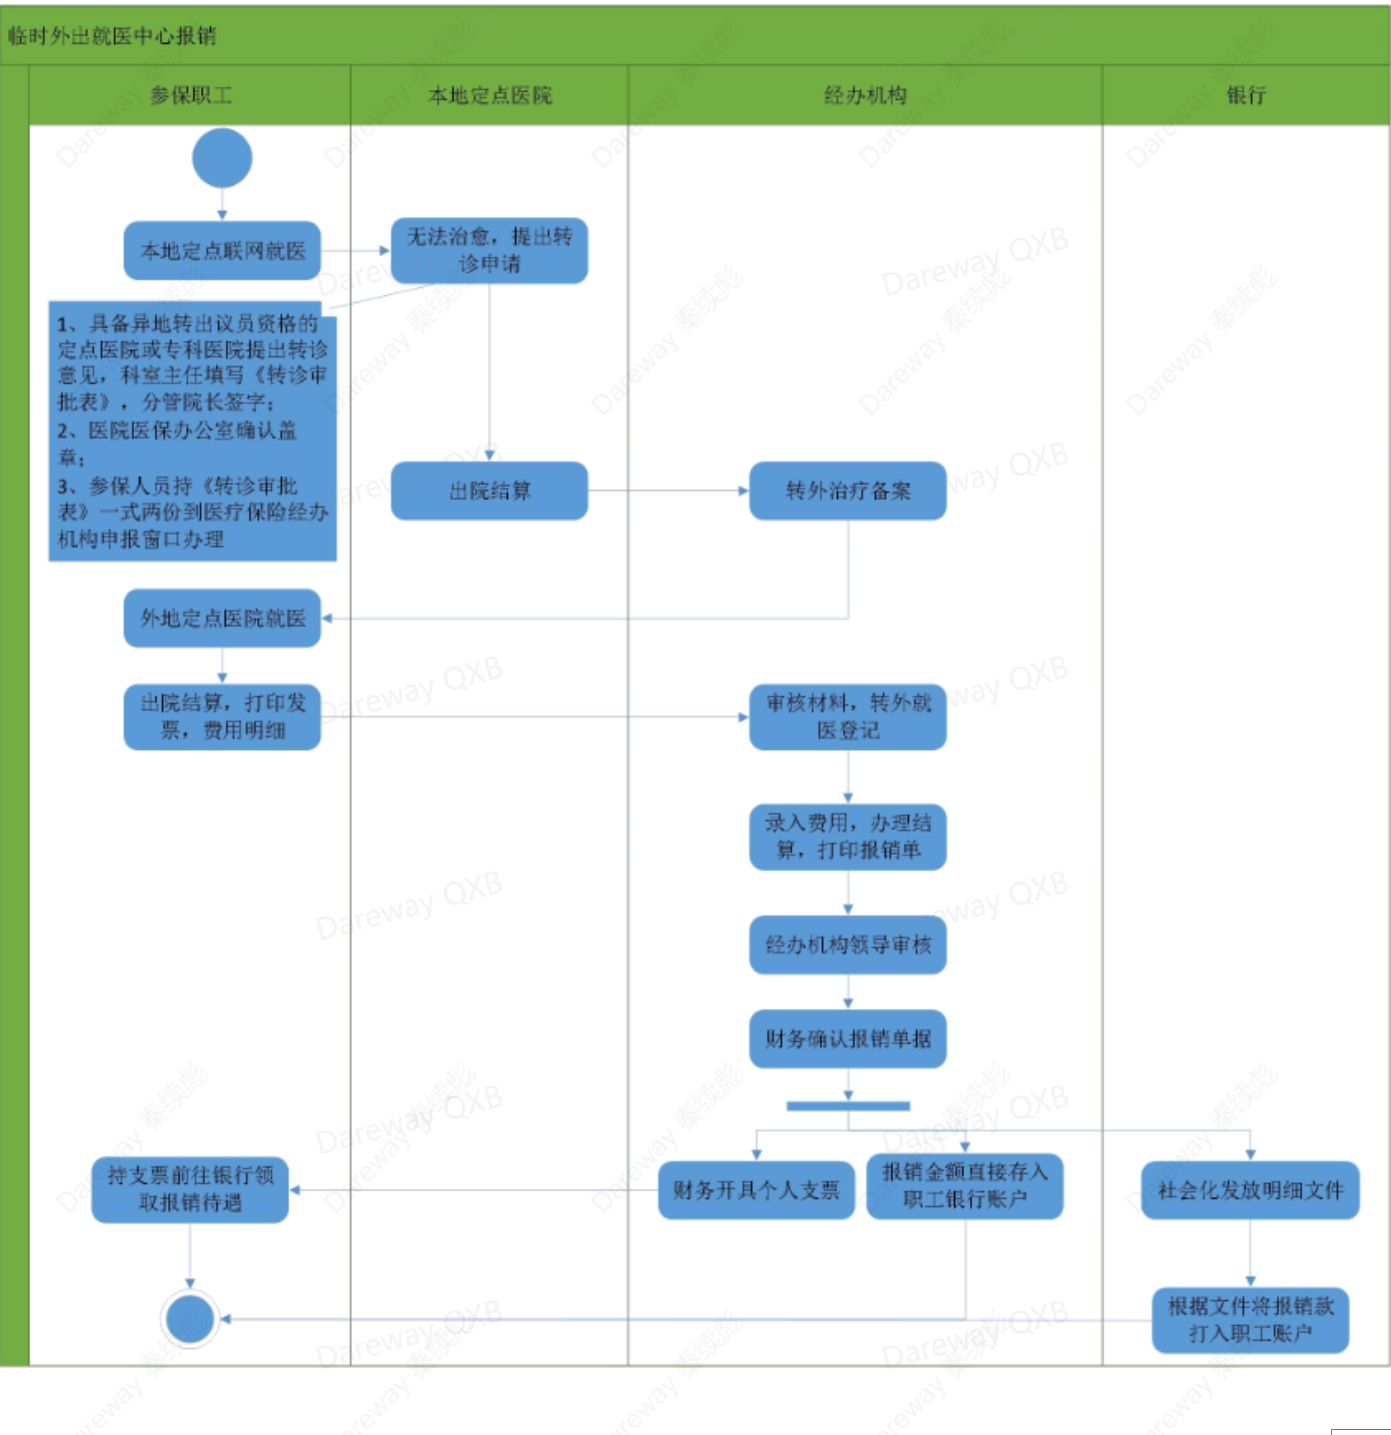 临时外出就医中心报销
参保职工
本地定点医院
经办机构
银行
本地定点联网就医
无法治愈，提出转
诊申请
1、具备异地转出议员资格的
定点医院或专科医院提出转诊
意见，科室主任填写《转诊审
批表》，分管院长签字；
2、医院医保办公室确认盖
章；
3、参保人员持《转诊审批
表》一式两份到医疗保险经办
机构申报窗口办理
出院结算
转外治疗备案
外地定点医院就医
出院结算，打印发
票，费用明细
审核材料，转外就
医登记
录入费用，办理结
算，打印报销单
经办机构领导审核
财务确认报销单据
持支票前往银行领
取报销待遇
财务开具个人支票
报销金额直接存入
职工银行账户
社会化发放明细文件
根据文件将报销款
打入职工账户
Dareway QXB
Dareway 秦续彪